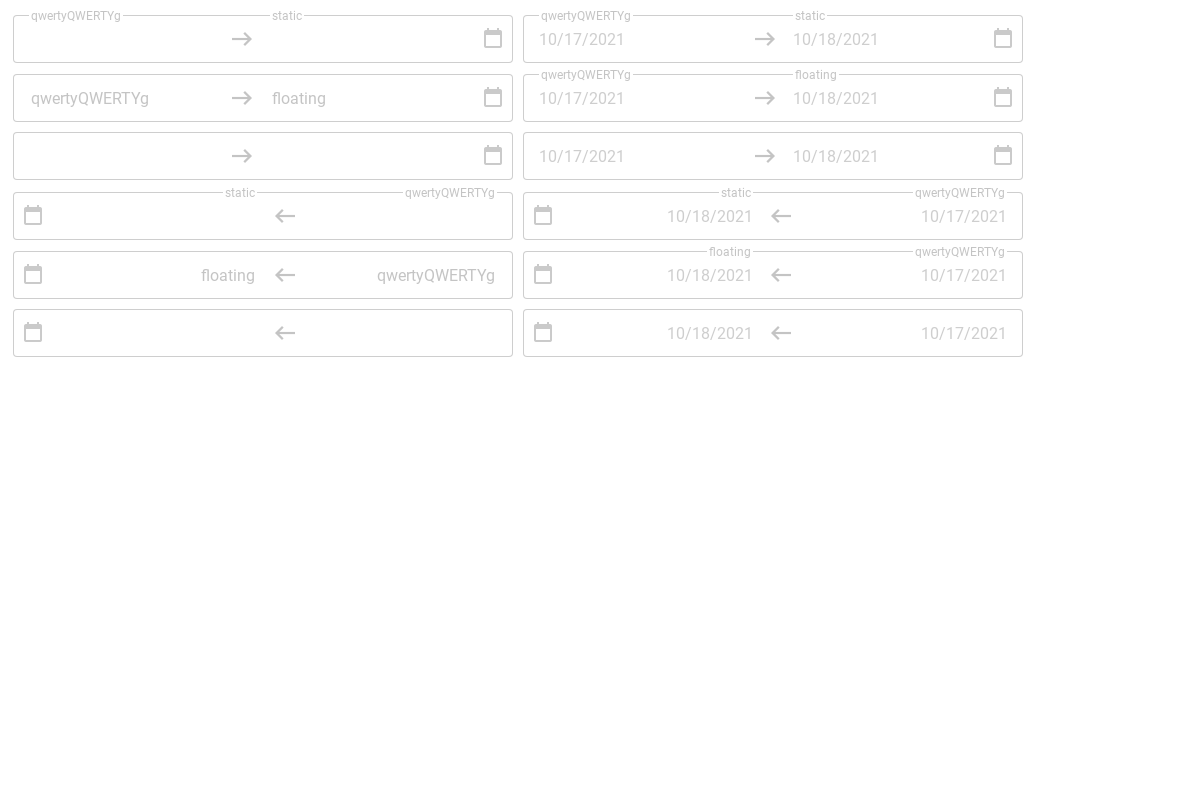 qwertyQWERTYg static qwertyQWERTYg static
10/17/2021 10/18/2021
qwertyQWERTYg floating
qwertyQWERTYg floating 10/17/2021 10/18/2021
10/17/2021 10/18/2021
static qwertyQWERTYg static qwertyQWERTYg
10/18/2021 10/17/2021
floating qwertyQWERTYg
floating qwertyQWERTYg 10/18/2021 10/17/2021
10/18/2021 10/17/2021